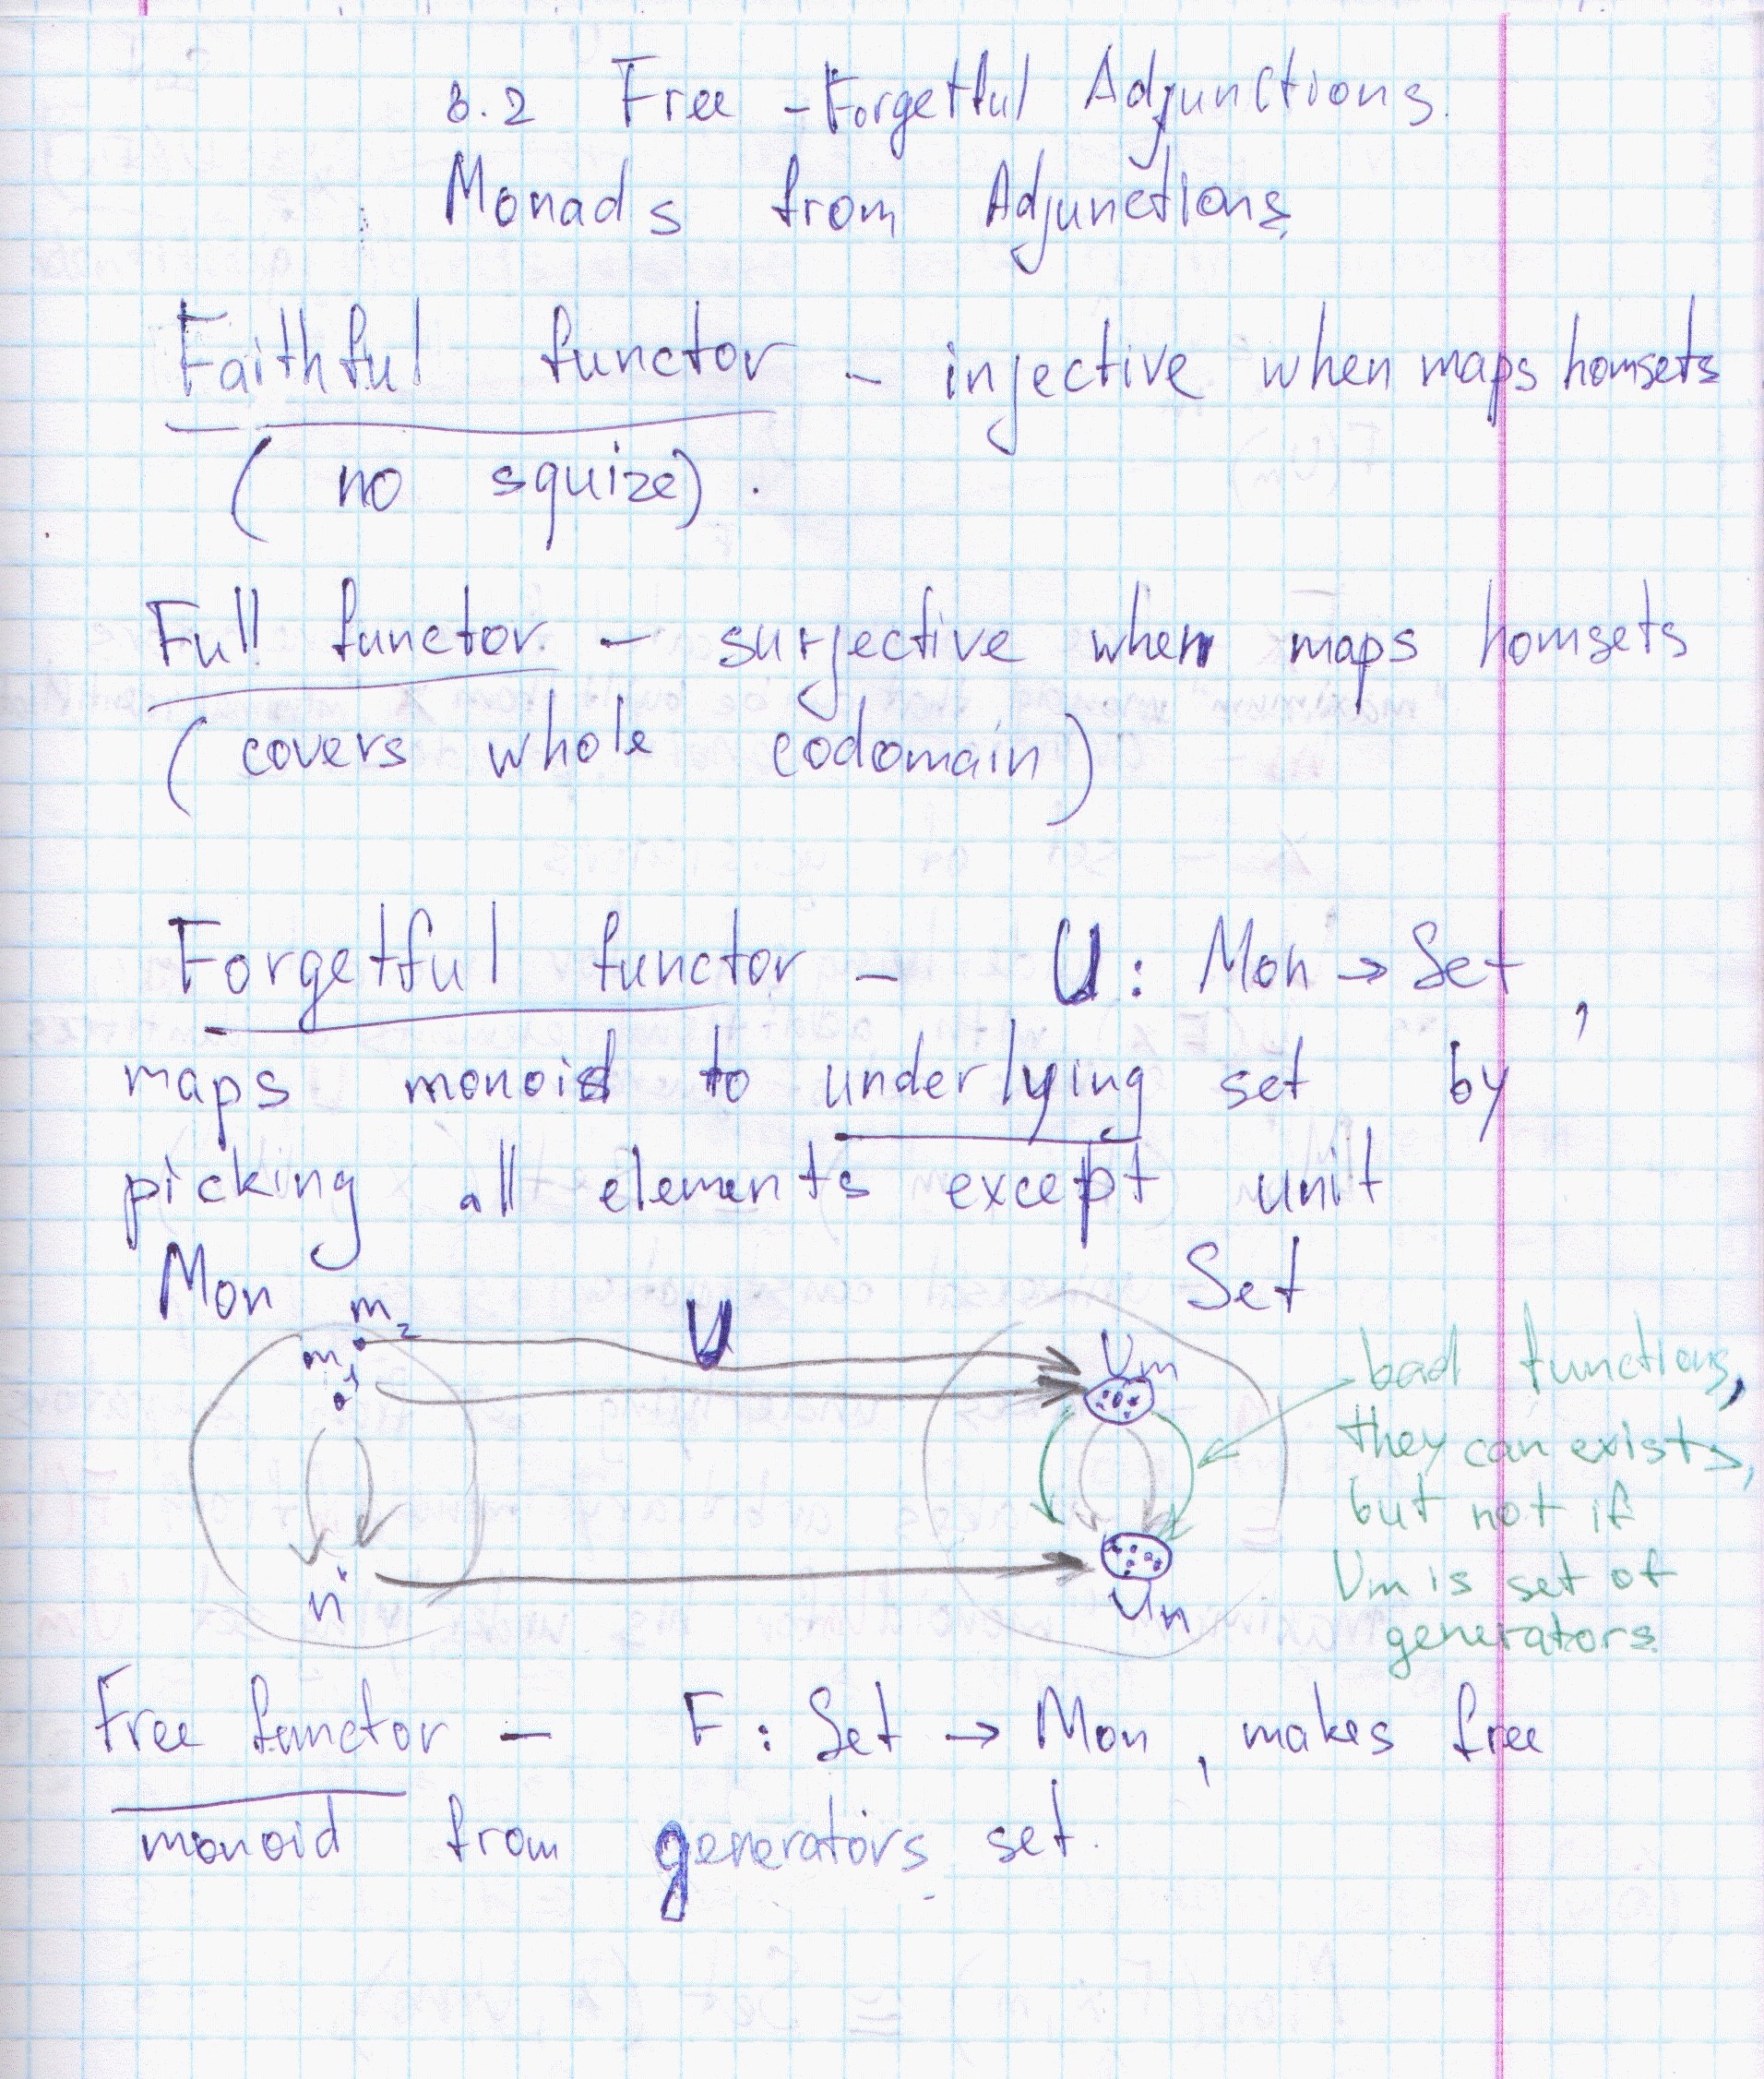 8.2 Free - Forgetful Adjunctions.
Monads from Adjunctions
Faithful functor - injective when maps homsets
( no squize) .
Full functor - surjective when maps homsets
( covers whole codomain )
Forgetful functor - U : Mon → Set ,
maps monoid to underlying set by
picking all elements except unit
Mon
Set
m2
U
m1
Um
n
Un
bad functions,
they can exists,
but not if
Um is set of
generators.
Free functor - F : Set → Mon , makes free
monoid from generators set.